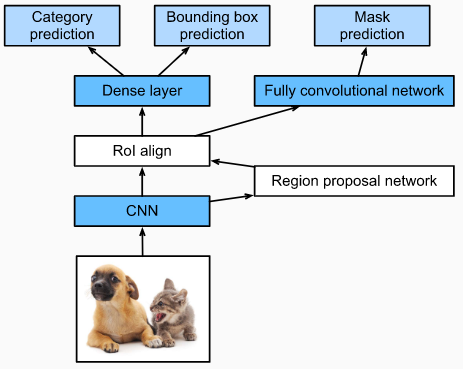 Category
prediction
Bounding box
prediction
Mask
prediction
Dense layer
Fully convolutional network
RoI align
Region proposal network
CNN